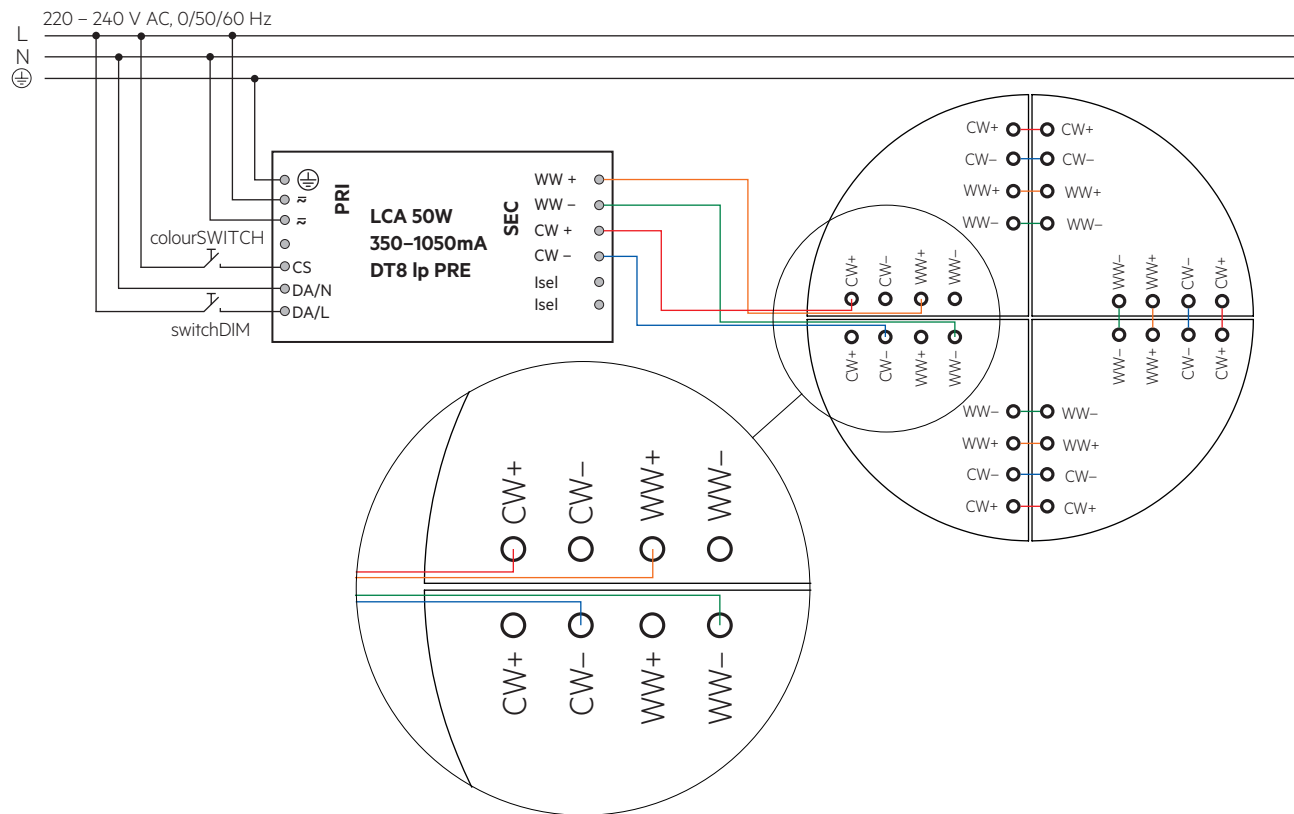 220 – 240 V AC, 0/50/60 Hz
L
N
PRI
LCA 50W
350–1050mA
DT8 lp PRE
SEC
WW +
WW –
CW +
CW –
Isel
Isel
≂
≂
colourSWITCH
CS
DA/N
DA/L
switchDIM
CW+ CW+
CW– CW–
WW+ WW+
WW– WW–
CW+ CW– WW+ WW–
CW+ CW– WW+ WW–
WW– WW+ CW– CW+
WW– WW+ CW– CW+
WW– WW–
WW+ WW+
CW– CW–
CW+ CW+
CW+ CW– WW+ WW–
CW+ CW– WW+ WW–